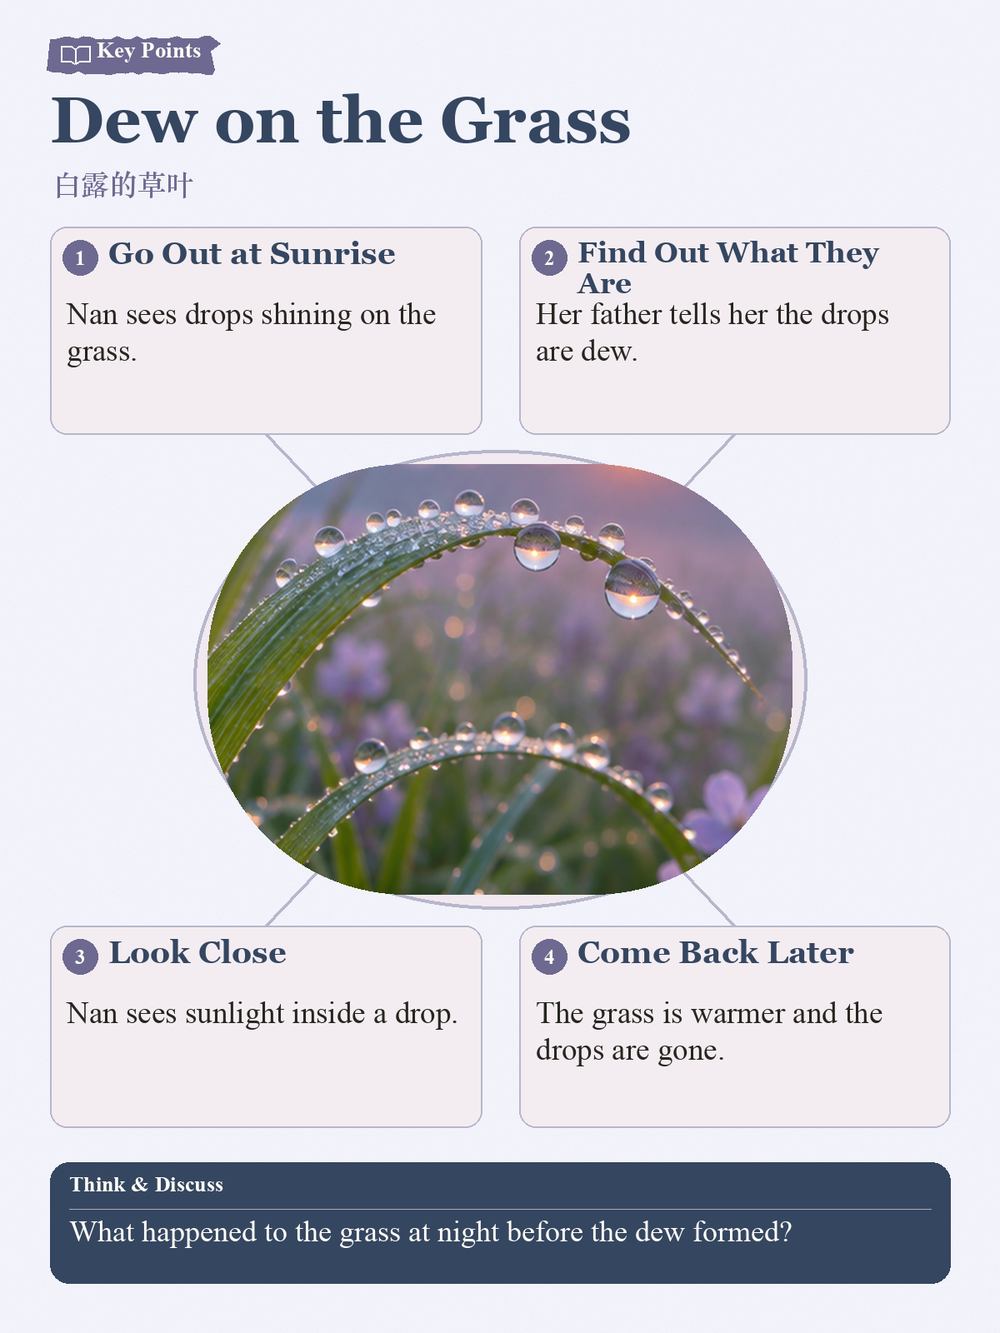 Key Points
Dew on the Grass
白露的草叶
1 Go Out at Sunrise
Nan sees drops shining on the
grass.
2 Find Out What They
Are
Her father tells her the drops
are dew.
3 Look Close
Nan sees sunlight inside a drop.
4 Come Back Later
The grass is warmer and the
drops are gone.
Think & Discuss
What happened to the grass at night before the dew formed?